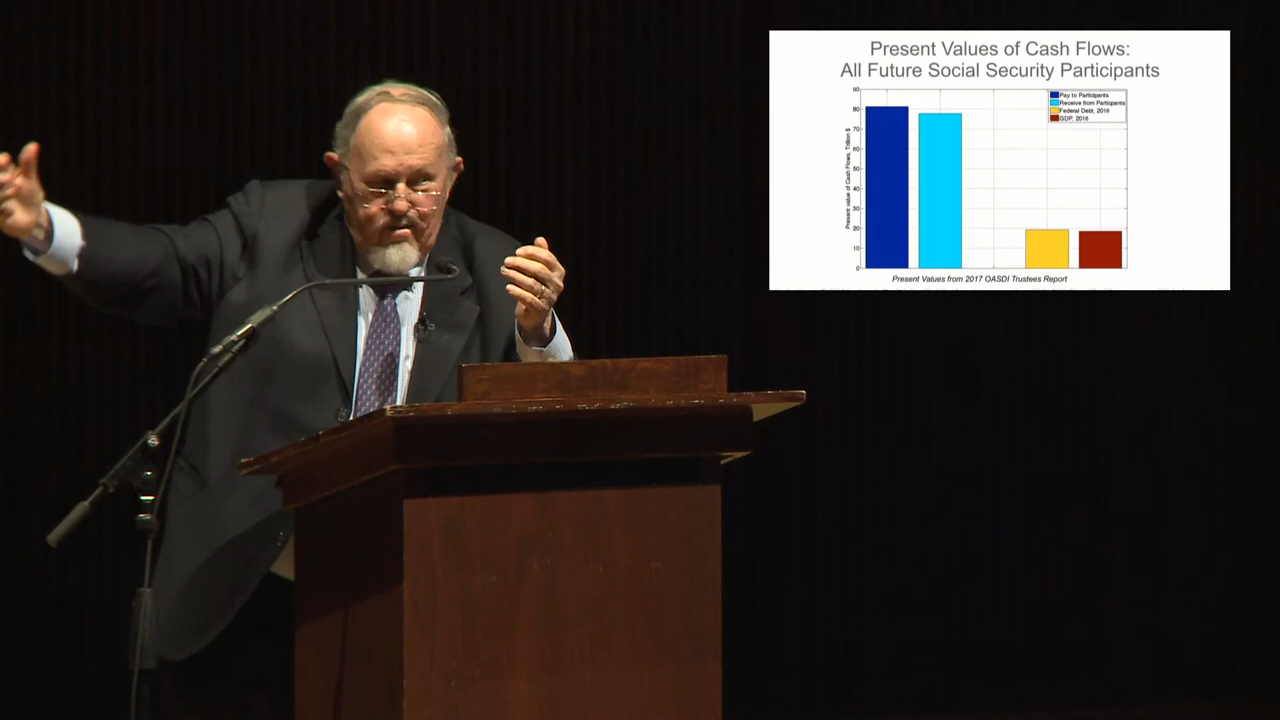 Present Values of Cash Flows:
All Future Social Security Participants
90
80
70
60
50
40
30
20
10
0
Present value of Cash Flows, Trillion $
Pay to Participants
Receive from Participants
Federal Debt, 2016
GDP, 2016
Present Values from 2017 OASDI Trustees Report